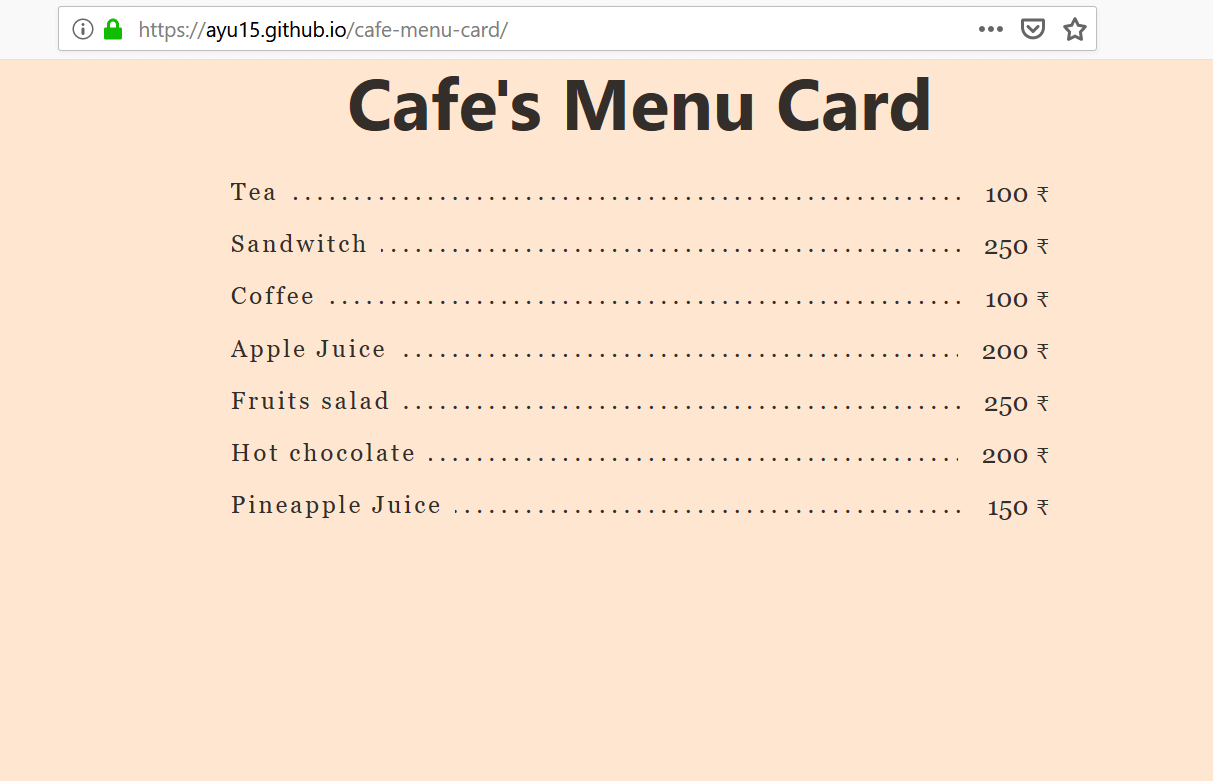 https://ayu15.github.io/cafe-menu-card/
Cafe's Menu Card
Tea ........................................................ 100 ₹
Sandwitch ................................................ 250 ₹
Coffee ..................................................... 100 ₹
Apple Juice .............................................. 200 ₹
Fruits salad .............................................. 250 ₹
Hot chocolate ............................................ 200 ₹
Pineapple Juice .......................................... 150 ₹